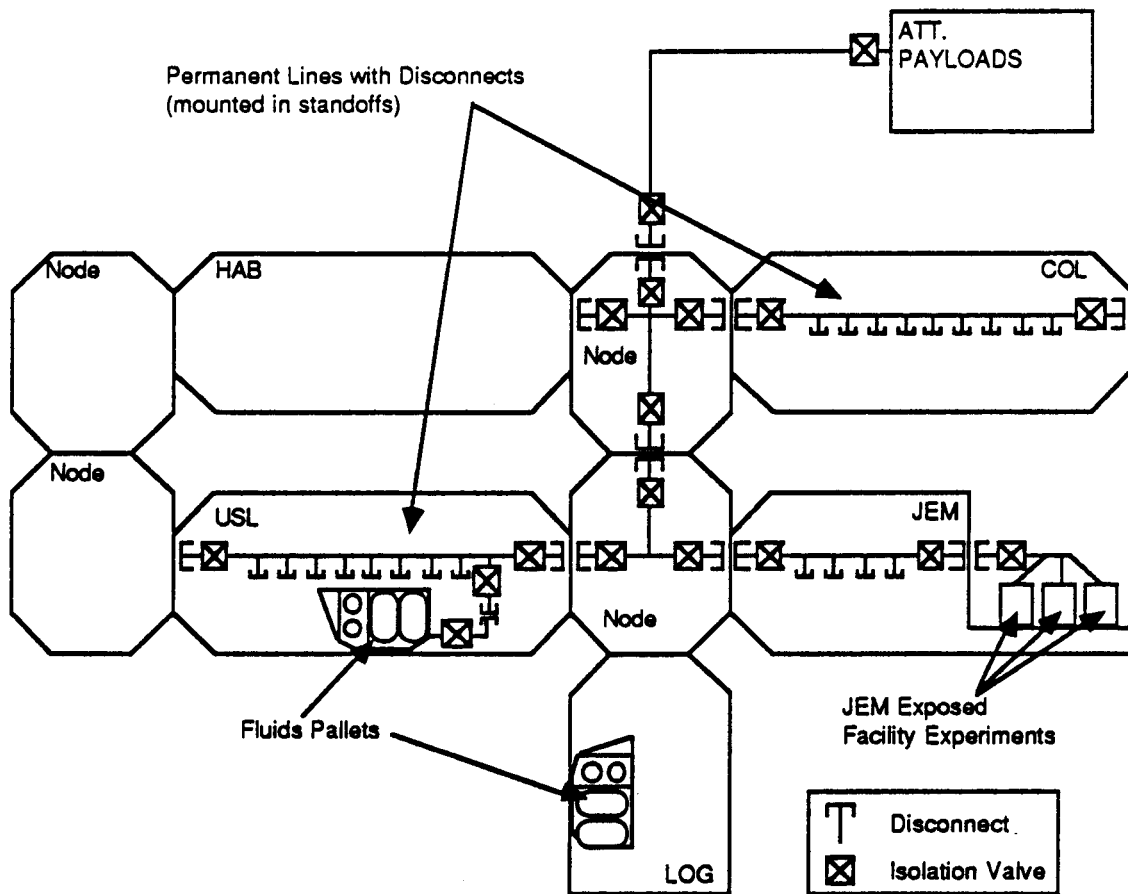 ATT.
PAYLOADS
Permanent Lines with Disconnects
(mounted in standoffs)
Node
HAB
COL
Node
Node
USL
JEM
Node
Fluids Pallets
JEM Exposed
Facility Experiments
Disconnect
Isolation Valve
LOG